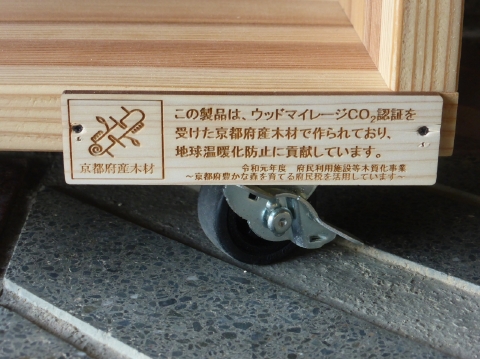 この製品は、ウッドマイレージCO₂認証を
受けた京都府産木材で作られており、
地球温暖化防止に貢献しています。
京都府産木材
令和元年度 府民利用施設等木質化事業
～京都府豊かな森を育てる府民税を活用しています～